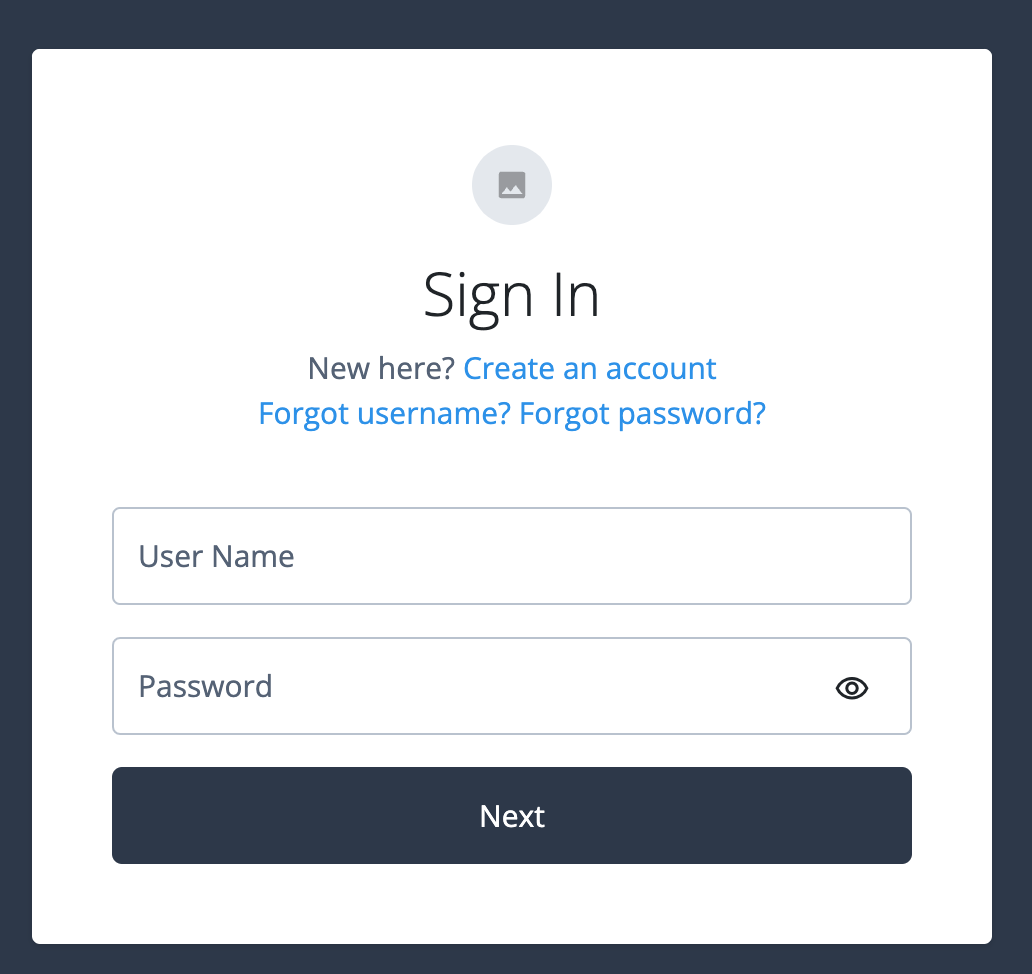 Sign In
New here? Create an account
Forgot username? Forgot password?
User Name
Password
Next